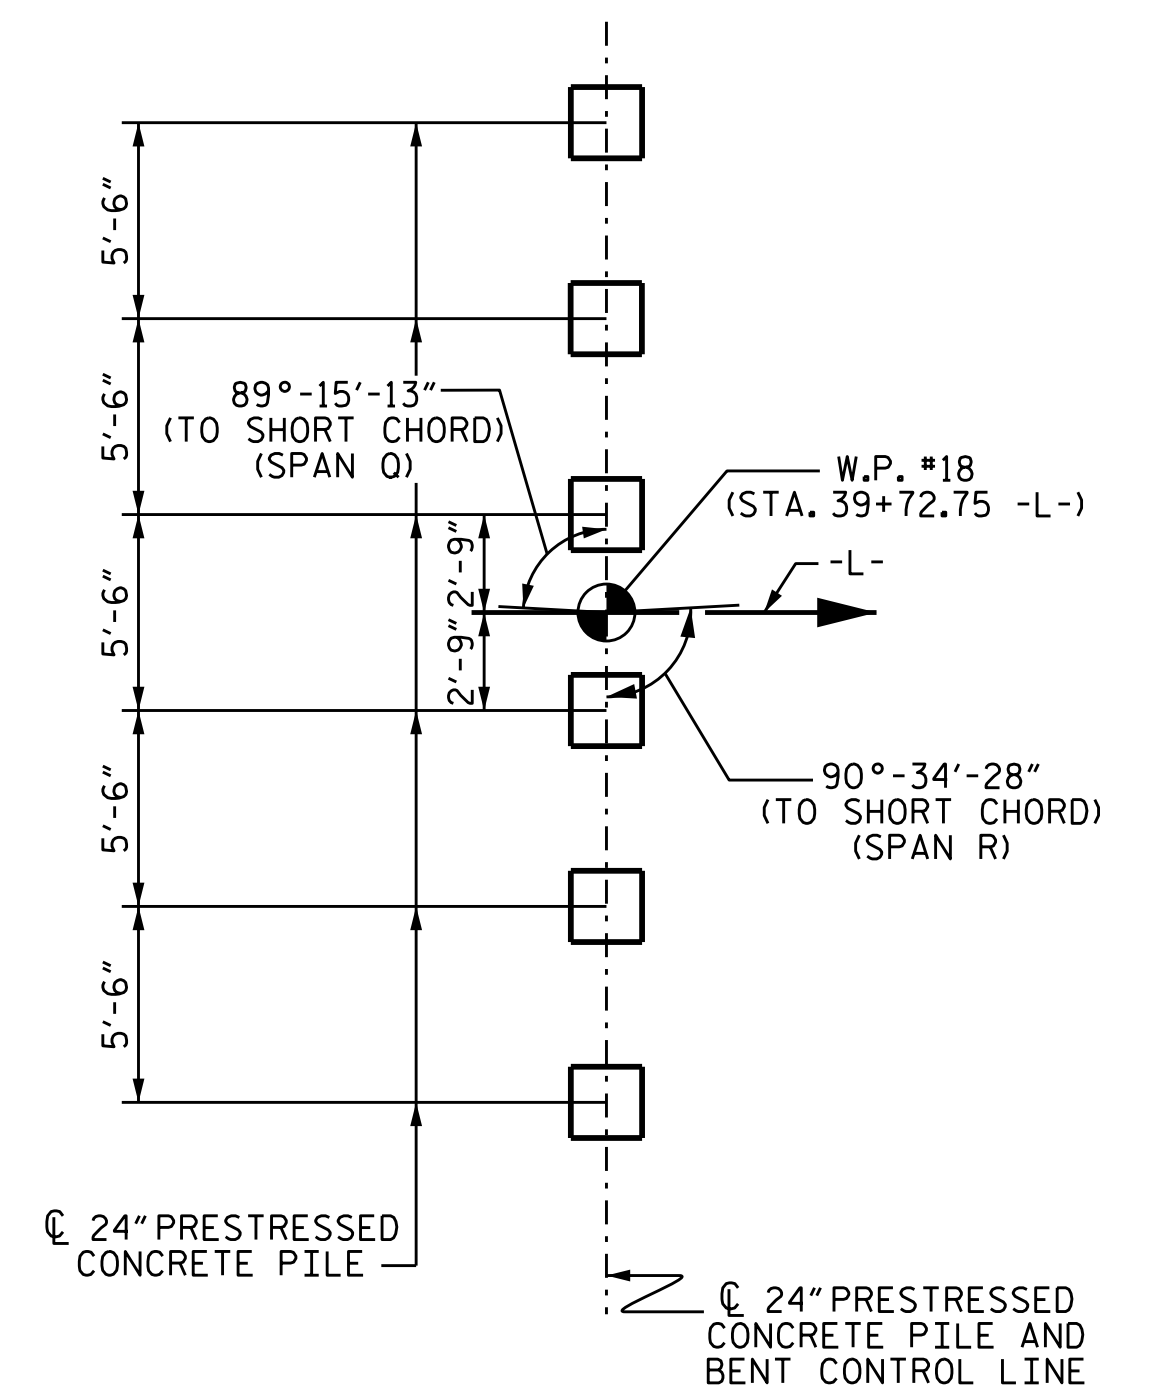 5'-6"
5'-6"
5'-6"
5'-6"
5'-6"
89°-15'-13"
(TO SHORT CHORD)
(SPAN Q)
2'-9"
2'-9"
W.P. #18
(STA. 39+72.75 -L-)
-L-
90°-34'-28"
(TO SHORT CHORD)
(SPAN R)
℄ 24" PRESTRESSED
CONCRETE PILE
℄ 24" PRESTRESSED
CONCRETE PILE AND
BENT CONTROL LINE